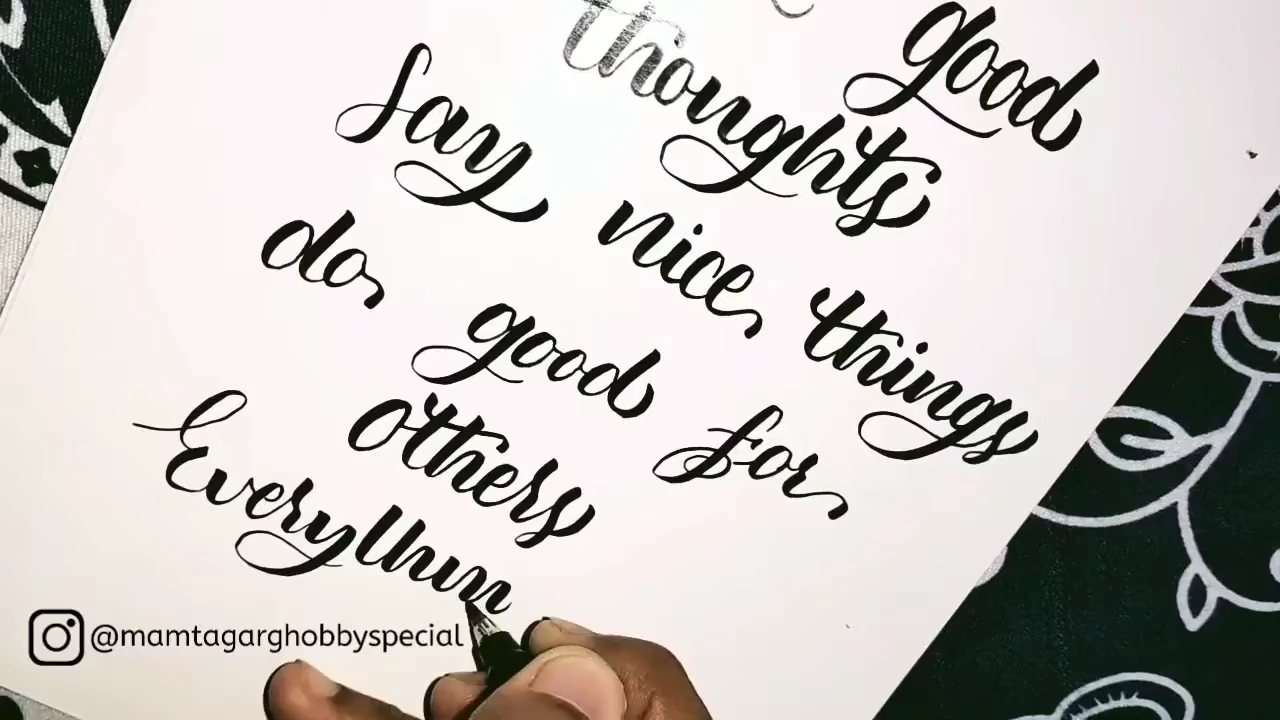 good
thoughts
say nice things
do good for
others
Everythin
@mamtagarghobbyspecial